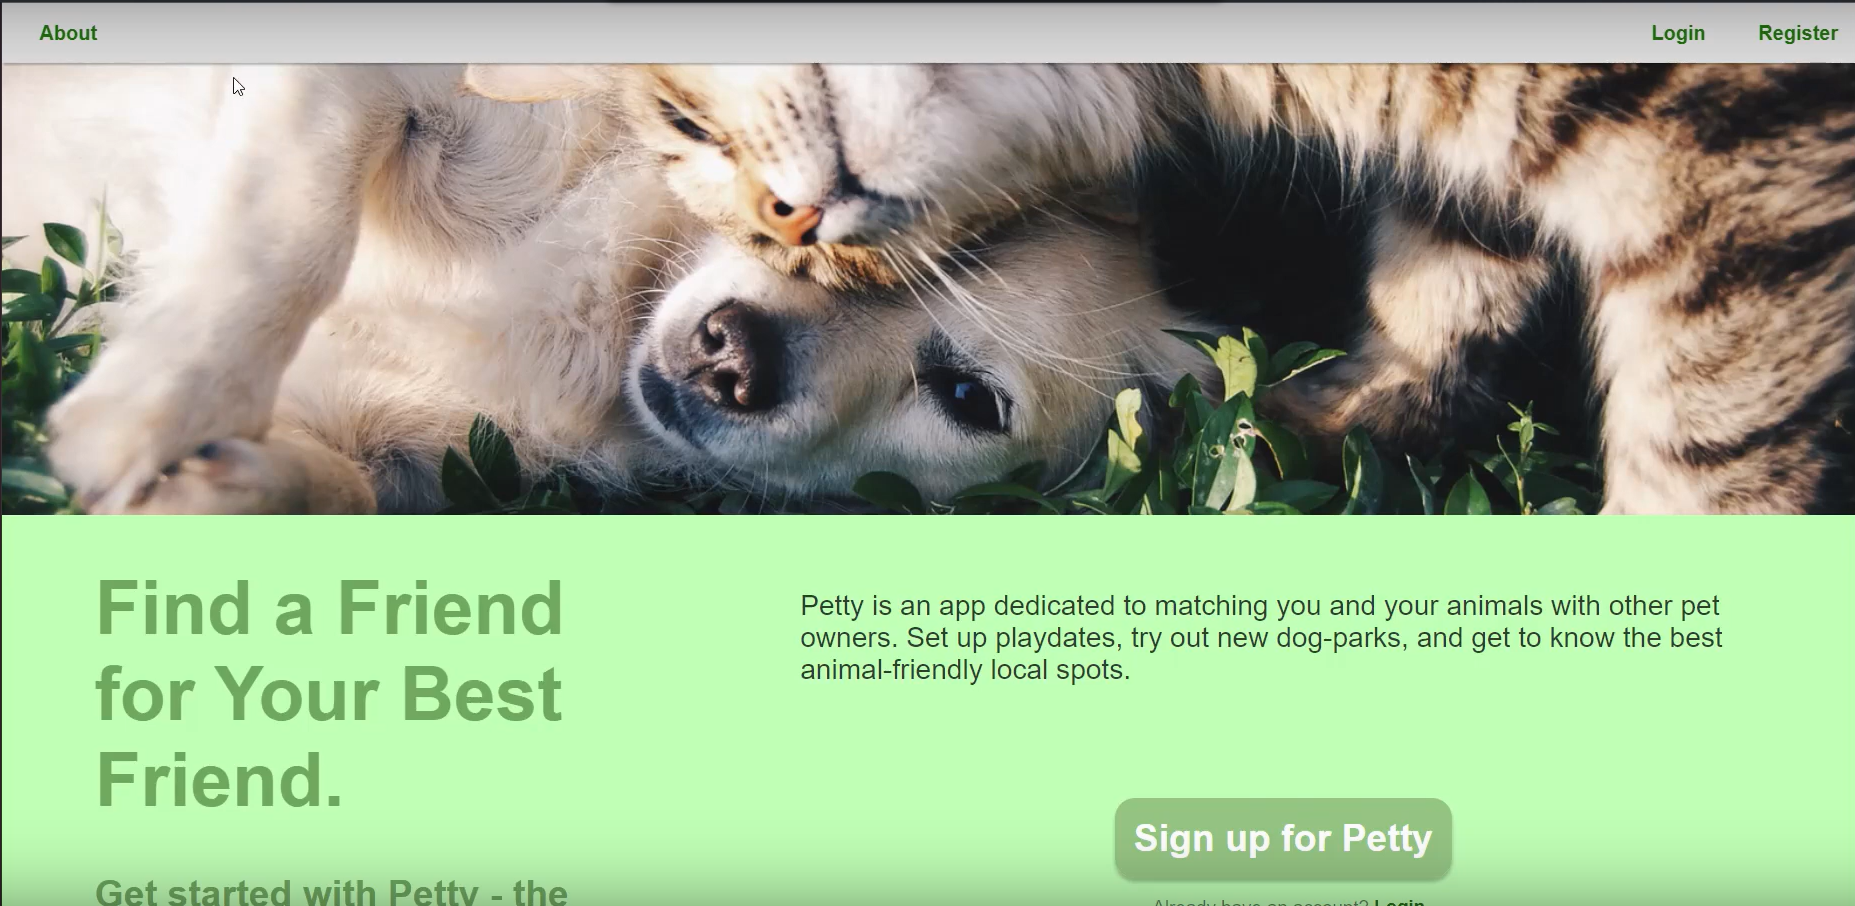 About
Login
Register
Find a Friend
for Your Best
Friend.
Petty is an app dedicated to matching you and your animals with other pet
owners. Set up playdates, try out new dog-parks, and get to know the best
animal-friendly local spots.
Sign up for Petty
Get started with Petty - the
Already have an account? Login